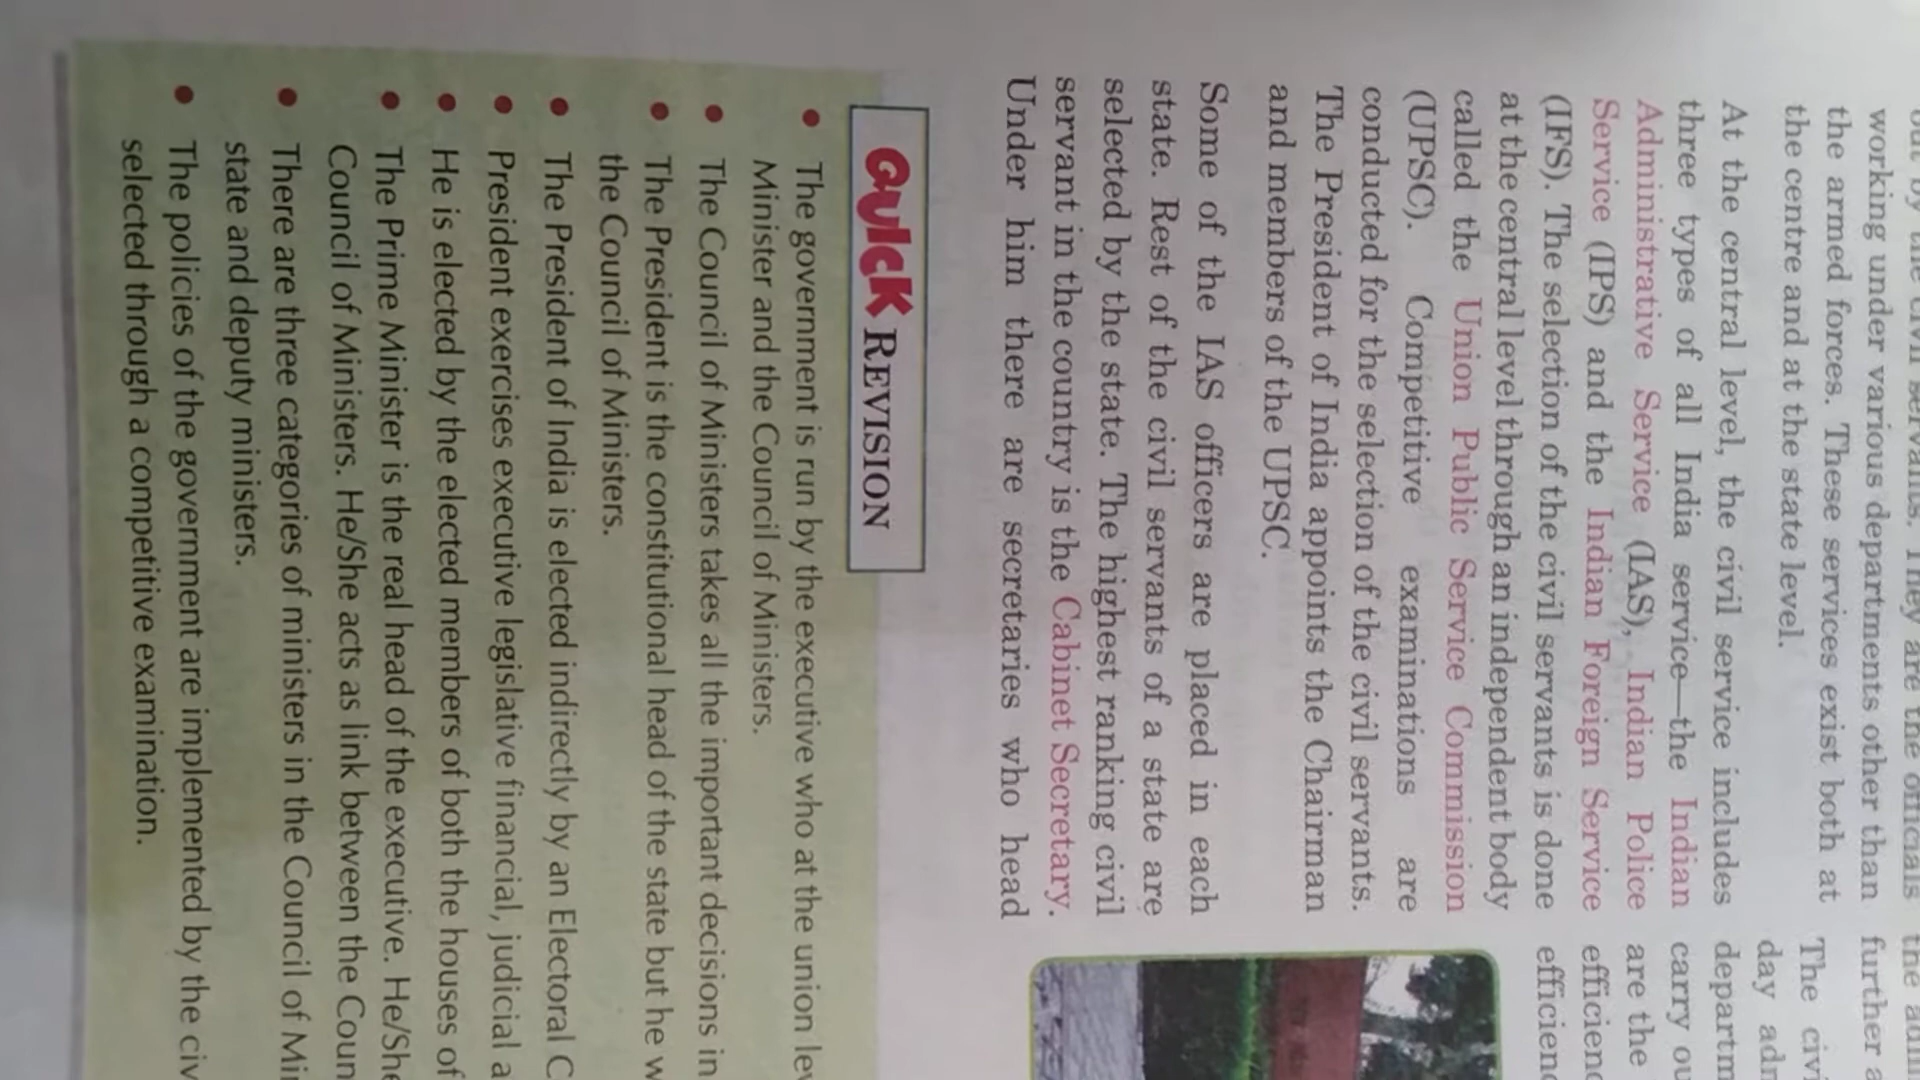 out by the civil servants. They are the officials
working under various departments other than
the armed forces. These services exist both at
the centre and at the state level.
At the central level, the civil service includes
three types of all India service—the Indian
Administrative Service (IAS), Indian Police
Service (IPS) and the Indian Foreign Service
(IFS). The selection of the civil servants is done
at the central level through an independent body
called the Union Public Service Commission
(UPSC). Competitive examinations are
conducted for the selection of the civil servants.
The President of India appoints the Chairman
and members of the UPSC.
Some of the IAS officers are placed in each
state. Rest of the civil servants of a state are
selected by the state. The highest ranking civil
servant in the country is the Cabinet Secretary.
Under him there are secretaries who head
the
further
The
day
carry
are the
QUICK REVISION
• The government is run by the executive who at the union
Minister and the Council of Ministers.
• The Council of Ministers takes all the important decisions in
• The President is the constitutional head of the state but he
the Council of Ministers.
• The President of India is elected indirectly by an Electoral
• President exercises executive legislative financial, judicial
• He is elected by the elected members of both the houses of
• The Prime Minister is the real head of the executive. He/She
Council of Ministers. He/She acts as link between the
• There are three categories of ministers in the Council of
state and deputy ministers.
• The policies of the government are implemented by the
selected through a competitive examination.